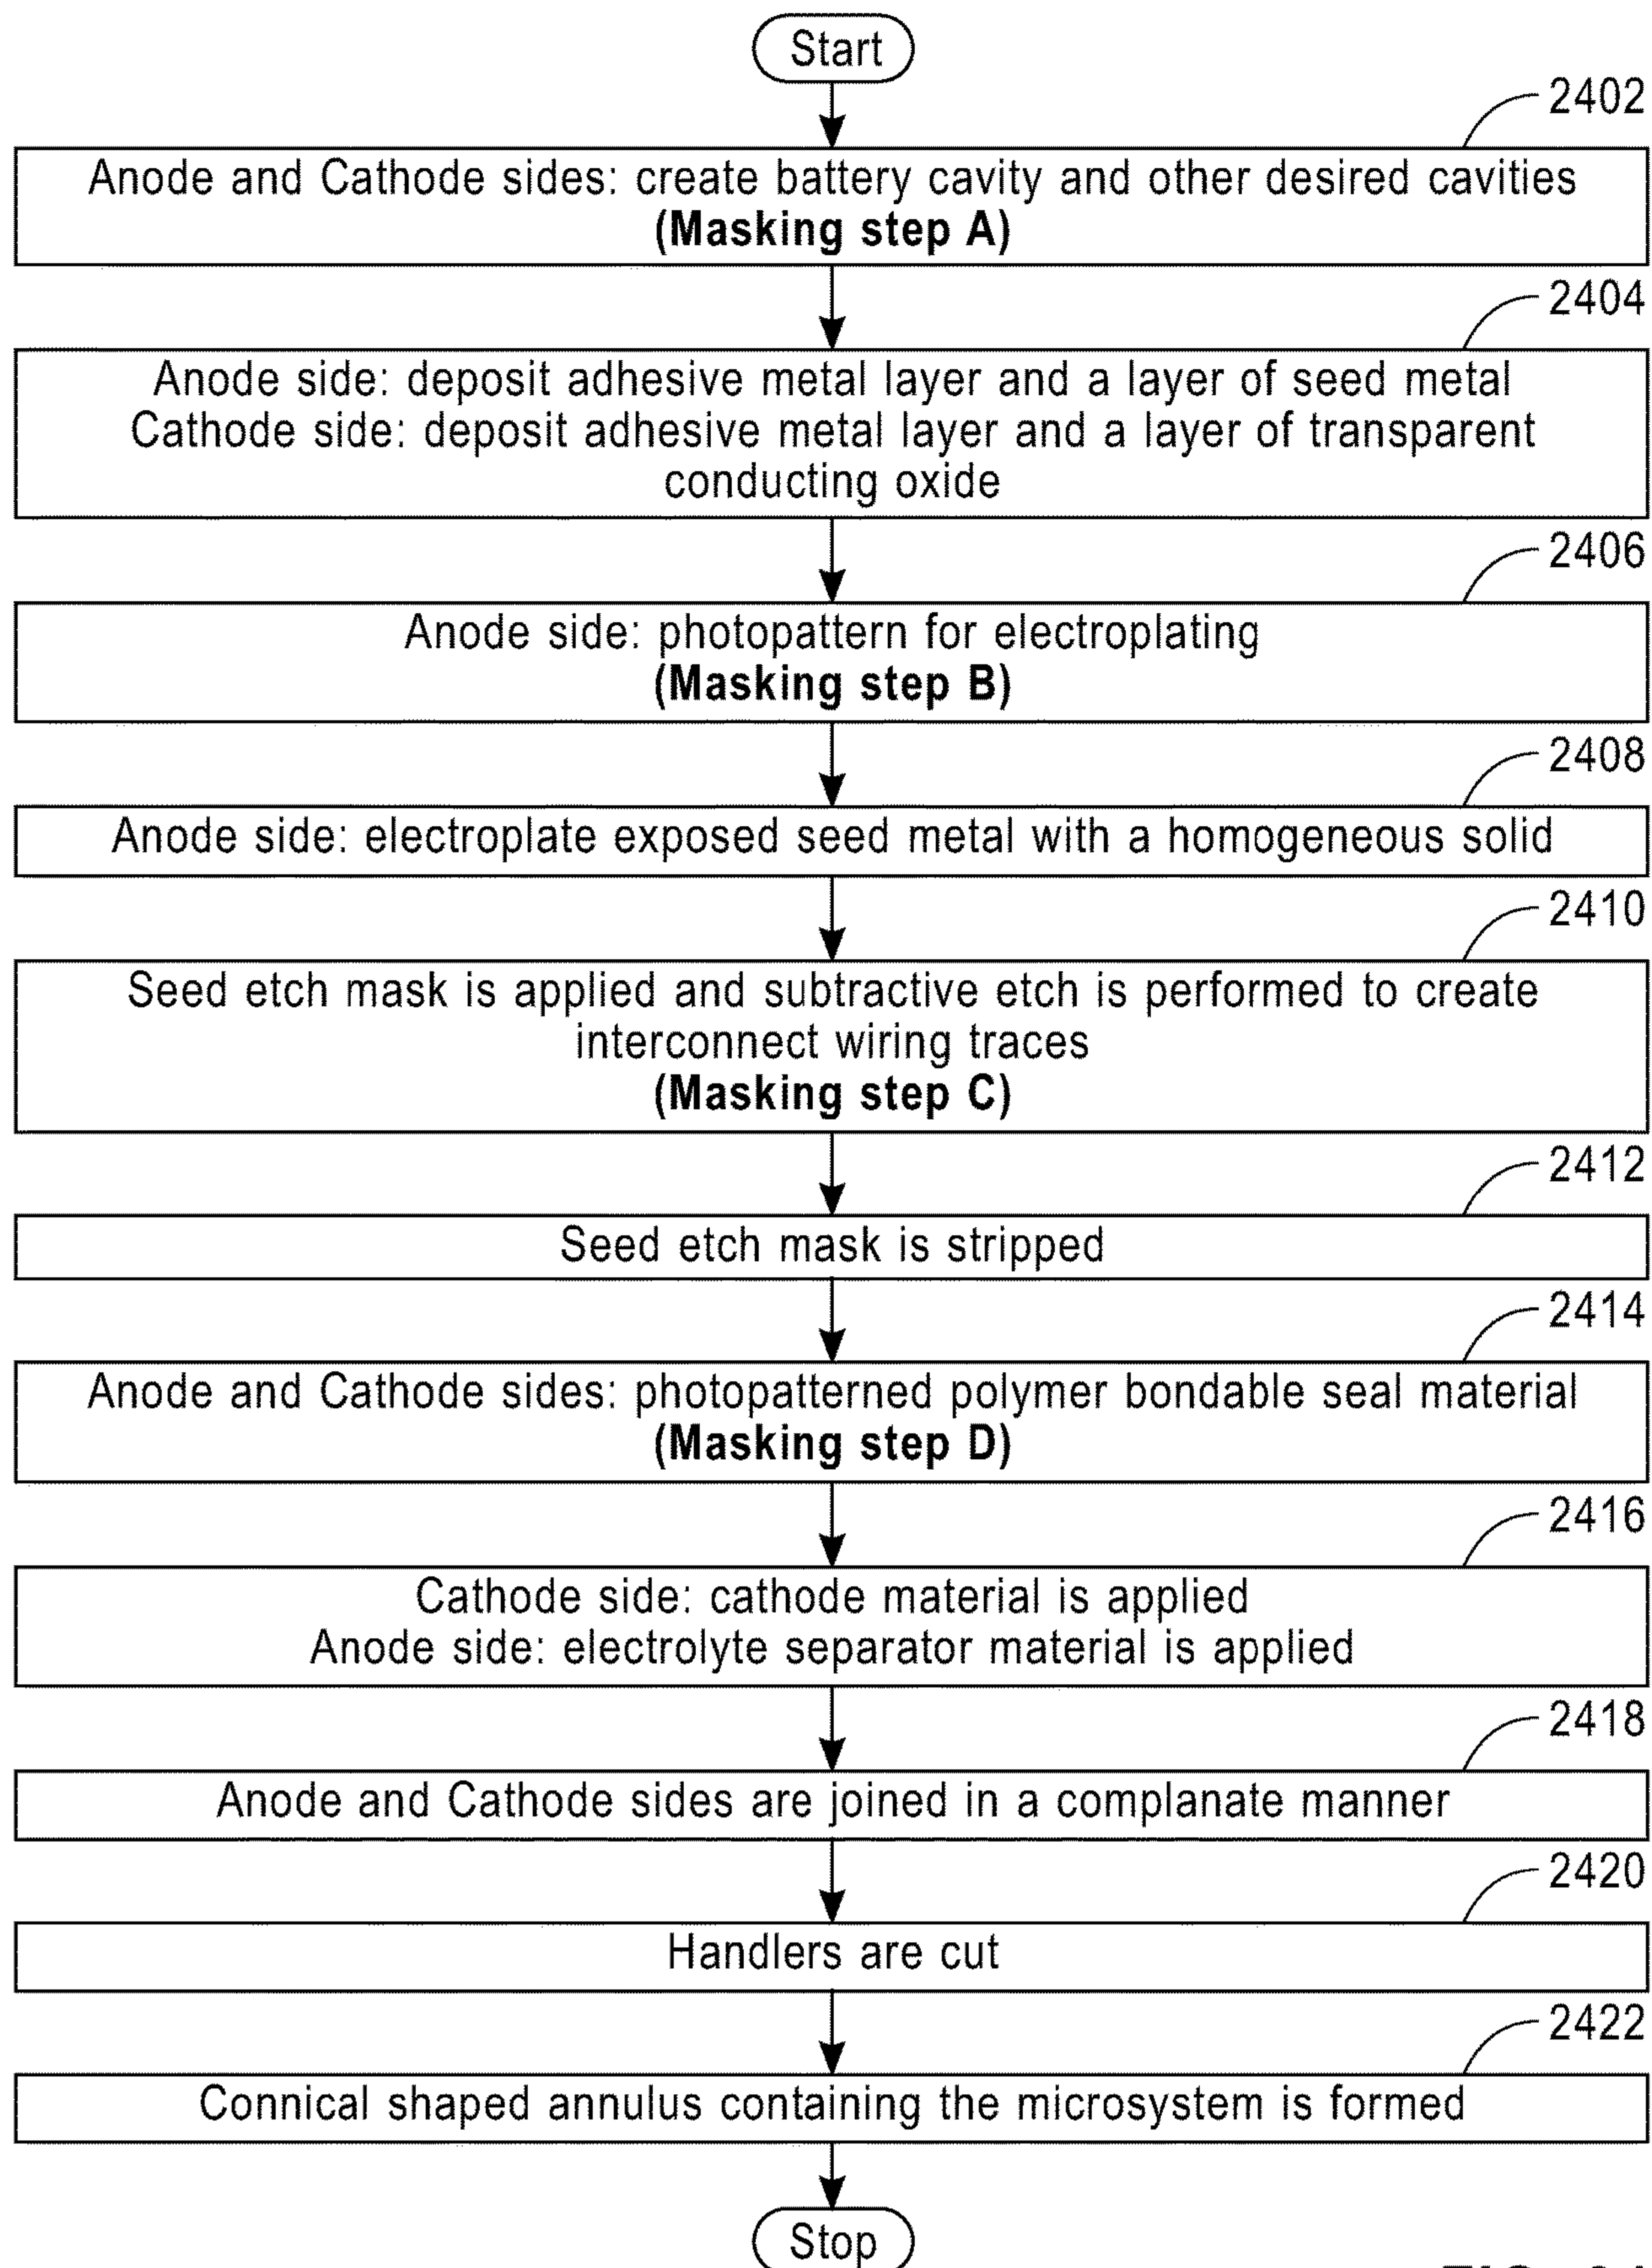 Start
2402
Anode and Cathode sides: create battery cavity and other desired cavities
(Masking step A)
2404
Anode side: deposit adhesive metal layer and a layer of seed metal
Cathode side: deposit adhesive metal layer and a layer of transparent
conducting oxide
2406
Anode side: photopattern for electroplating
(Masking step B)
2408
Anode side: electroplate exposed seed metal with a homogeneous solid
2410
Seed etch mask is applied and subtractive etch is performed to create
interconnect wiring traces
(Masking step C)
2412
Seed etch mask is stripped
2414
Anode and Cathode sides: photopatterned polymer bondable seal material
(Masking step D)
2416
Cathode side: cathode material is applied
Anode side: electrolyte separator material is applied
2418
Anode and Cathode sides are joined in a complanate manner
2420
Handlers are cut
2422
Connical shaped annulus containing the microsystem is formed
Stop